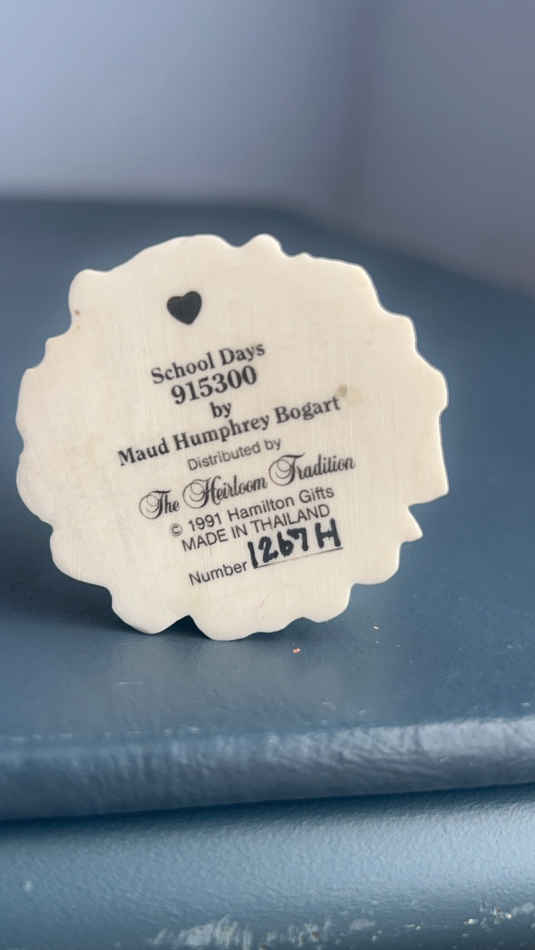 School Days
915300
by
Maud Humphrey Bogart
Distributed by
The Heirloom Tradition
© 1991 Hamilton Gifts
MADE IN THAILAND
Number 1267H